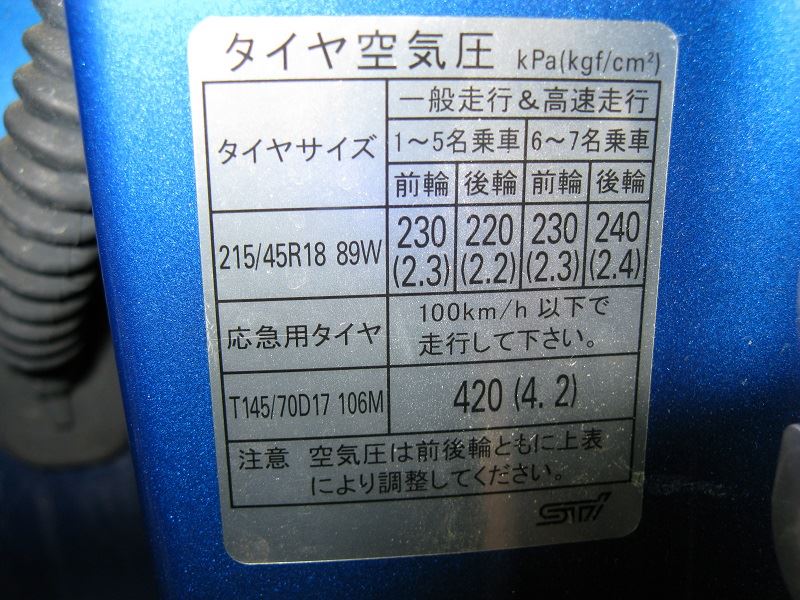 タイヤ空気圧 kPa(kgf/cm²)
タイヤサイズ
一般走行&高速走行
1～5名乗車 6～7名乗車
前輪 後輪 前輪 後輪
215/45R18 89W
230 220 230 240
(2.3) (2.2) (2.3) (2.4)
応急用タイヤ
100km/h 以下で
走行して下さい。
T145/70D17 106M 420 (4.2)
注意 空気圧は前後輪ともに上表
により調整してください。
STI